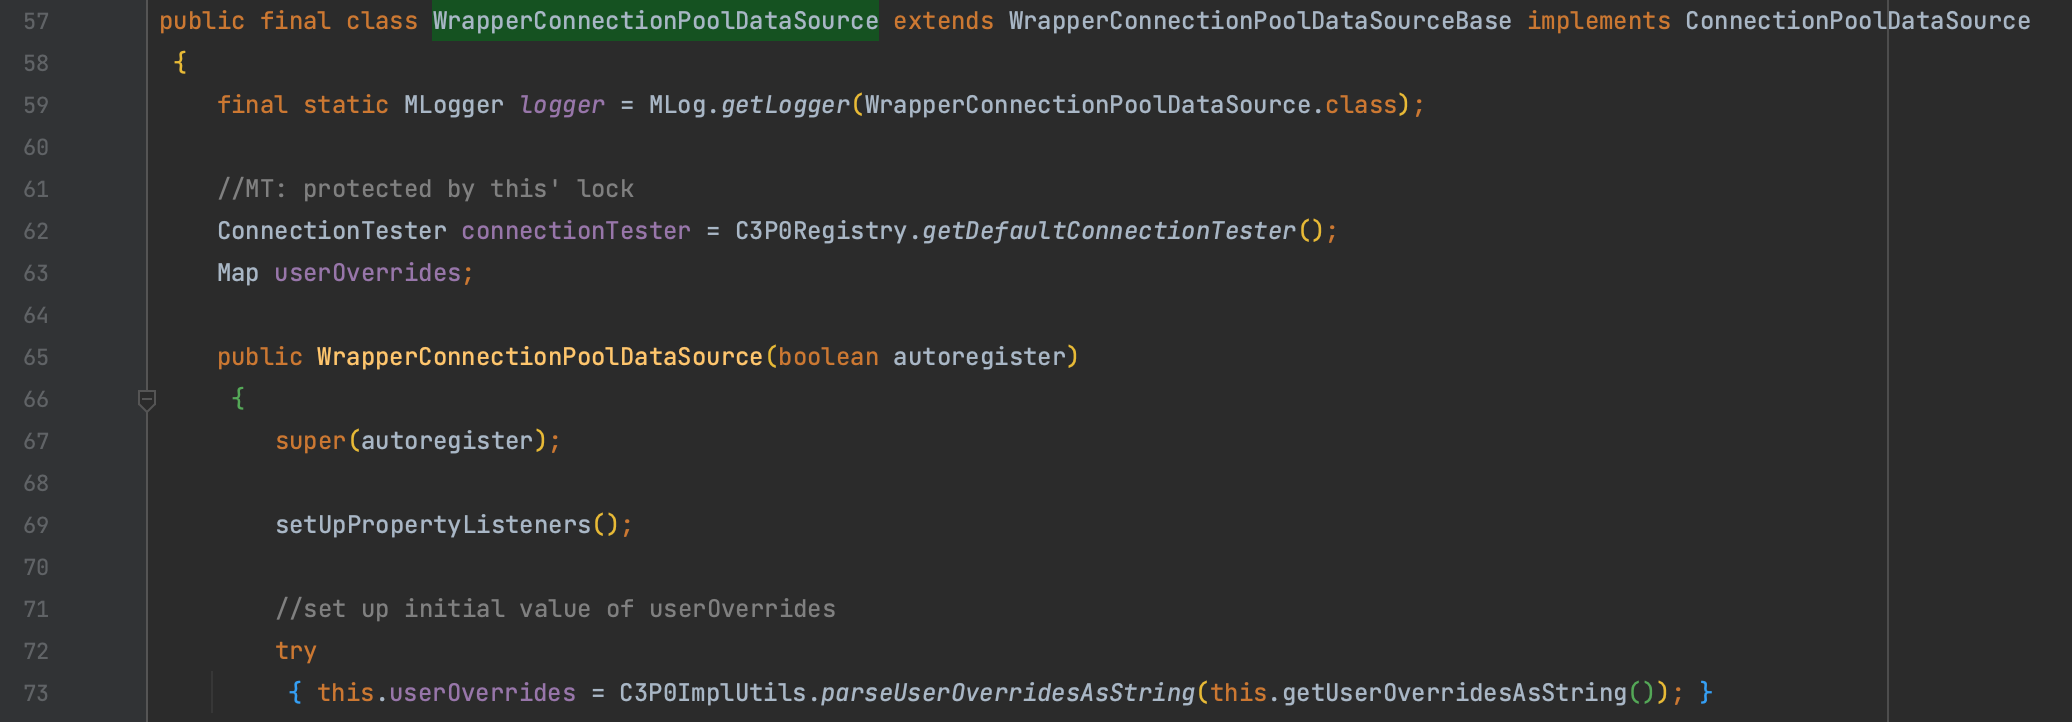 57 public final class WrapperConnectionPoolDataSource extends WrapperConnectionPoolDataSourceBase implements ConnectionPoolDataSource
58 {
59 final static MLogger logger = MLog.getLogger(WrapperConnectionPoolDataSource.class);
60
61 //MT: protected by this' lock
62 ConnectionTester connectionTester = C3P0Registry.getDefaultConnectionTester();
63 Map userOverrides;
64
65 public WrapperConnectionPoolDataSource(boolean autoregister)
66 {
67 super(autoregister);
68
69 setUpPropertyListeners();
70
71 //set up initial value of userOverrides
72 try
73 { this.userOverrides = C3P0ImplUtils.parseUserOverridesAsString(this.getUserOverridesAsString()); }